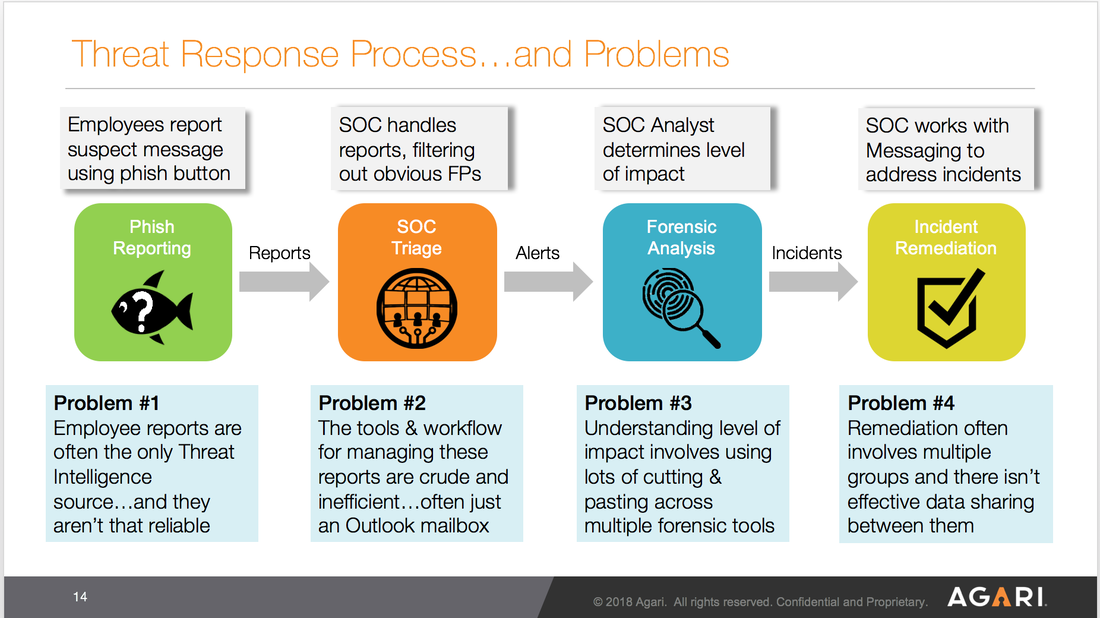 Threat Response Process…and Problems
Employees report
suspect message
using phish button
SOC handles
reports, filtering
out obvious FPs
SOC Analyst
determines level
of impact
SOC works with
Messaging to
address incidents
Phish
Reporting
Reports
SOC
Triage
Alerts
Forensic
Analysis
Incidents
Incident
Remediation
?
Problem #1
Employee reports are
often the only Threat
Intelligence
source…and they
aren’t that reliable
Problem #2
The tools & workflow
for managing these
reports are crude and
inefficient…often just
an Outlook mailbox
Problem #3
Understanding level of
impact involves using
lots of cutting &
pasting across
multiple forensic tools
Problem #4
Remediation often
involves multiple
groups and there isn’t
effective data sharing
between them
14
© 2018 Agari. All rights reserved. Confidential and Proprietary.
AGARI.